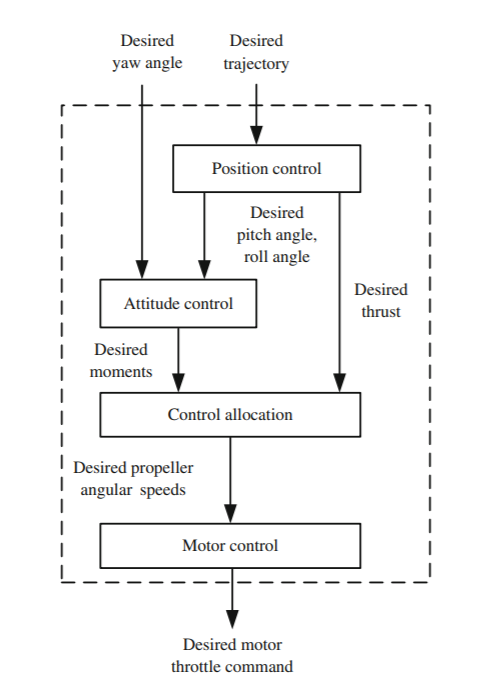 Desired
yaw angle
Desired
trajectory
Position control
Desired
pitch angle,
roll angle
Desired
thrust
Attitude control
Desired
moments
Control allocation
Desired propeller
angular speeds
Motor control
Desired motor
throttle command